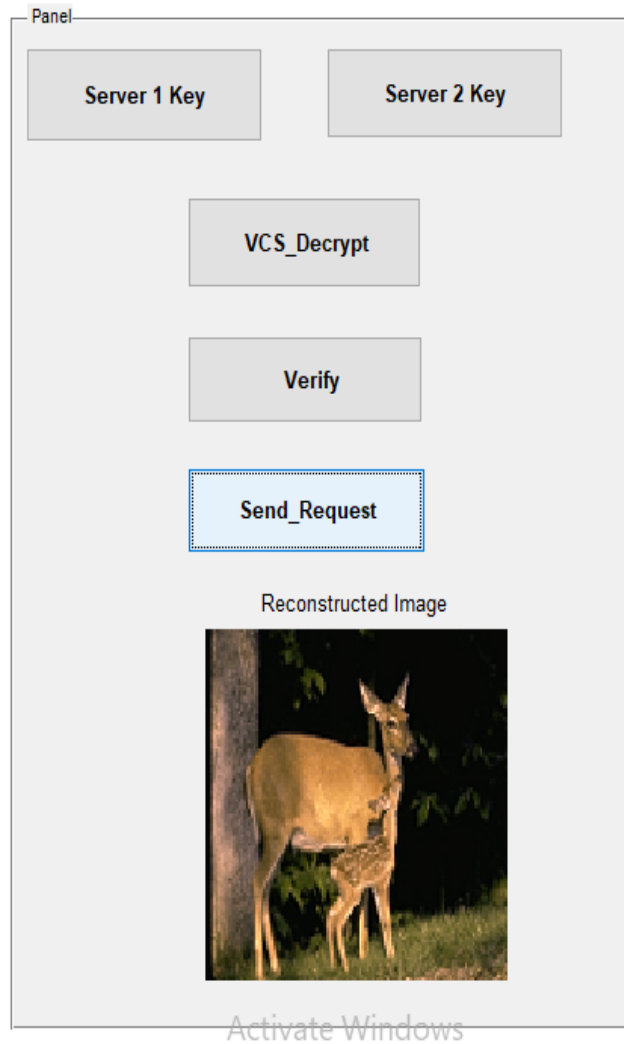 Panel
Server 1 Key
Server 2 Key
VCS_Decrypt
Verify
Send_Request
Reconstructed Image
Activate Windows